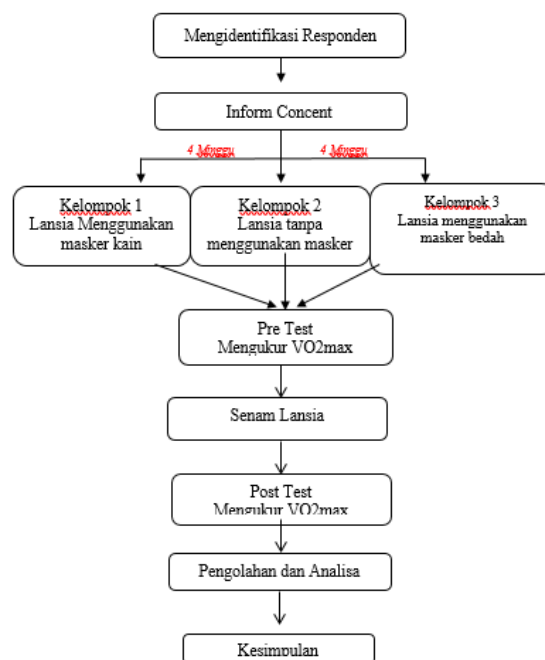 Mengidentifikasi Responden
Inform Concent
4 Minggu
4 Minggu
Kelompok 1
Lansia Menggunakan
masker kain
Kelompok 2
Lansia tanpa
menggunakan masker
Kelompok 3
Lansia menggunakan
masker bedah
Pre Test
Mengukur VO2max
Senam Lansia
Post Test
Mengukur VO2max
Pengolahan dan Analisa
Kesimpulan